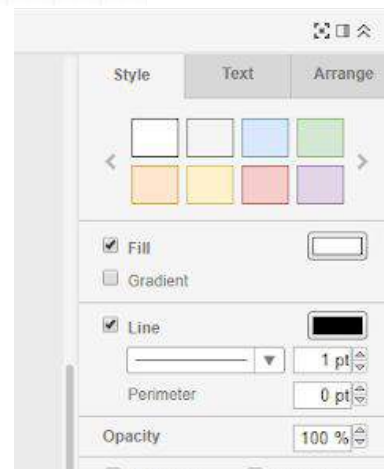 Style Text Arrange
Fill
Gradient
Line
1 pt
Perimeter 0 pt
Opacity 100 %